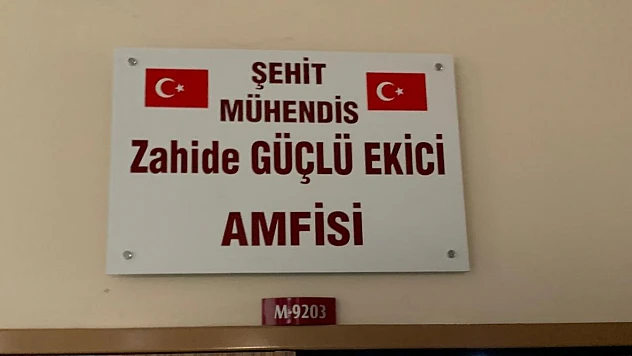 ŞEHİT
MÜHENDİS
Zahide GÜÇLÜ EKİCİ
AMFİSİ
M-9203